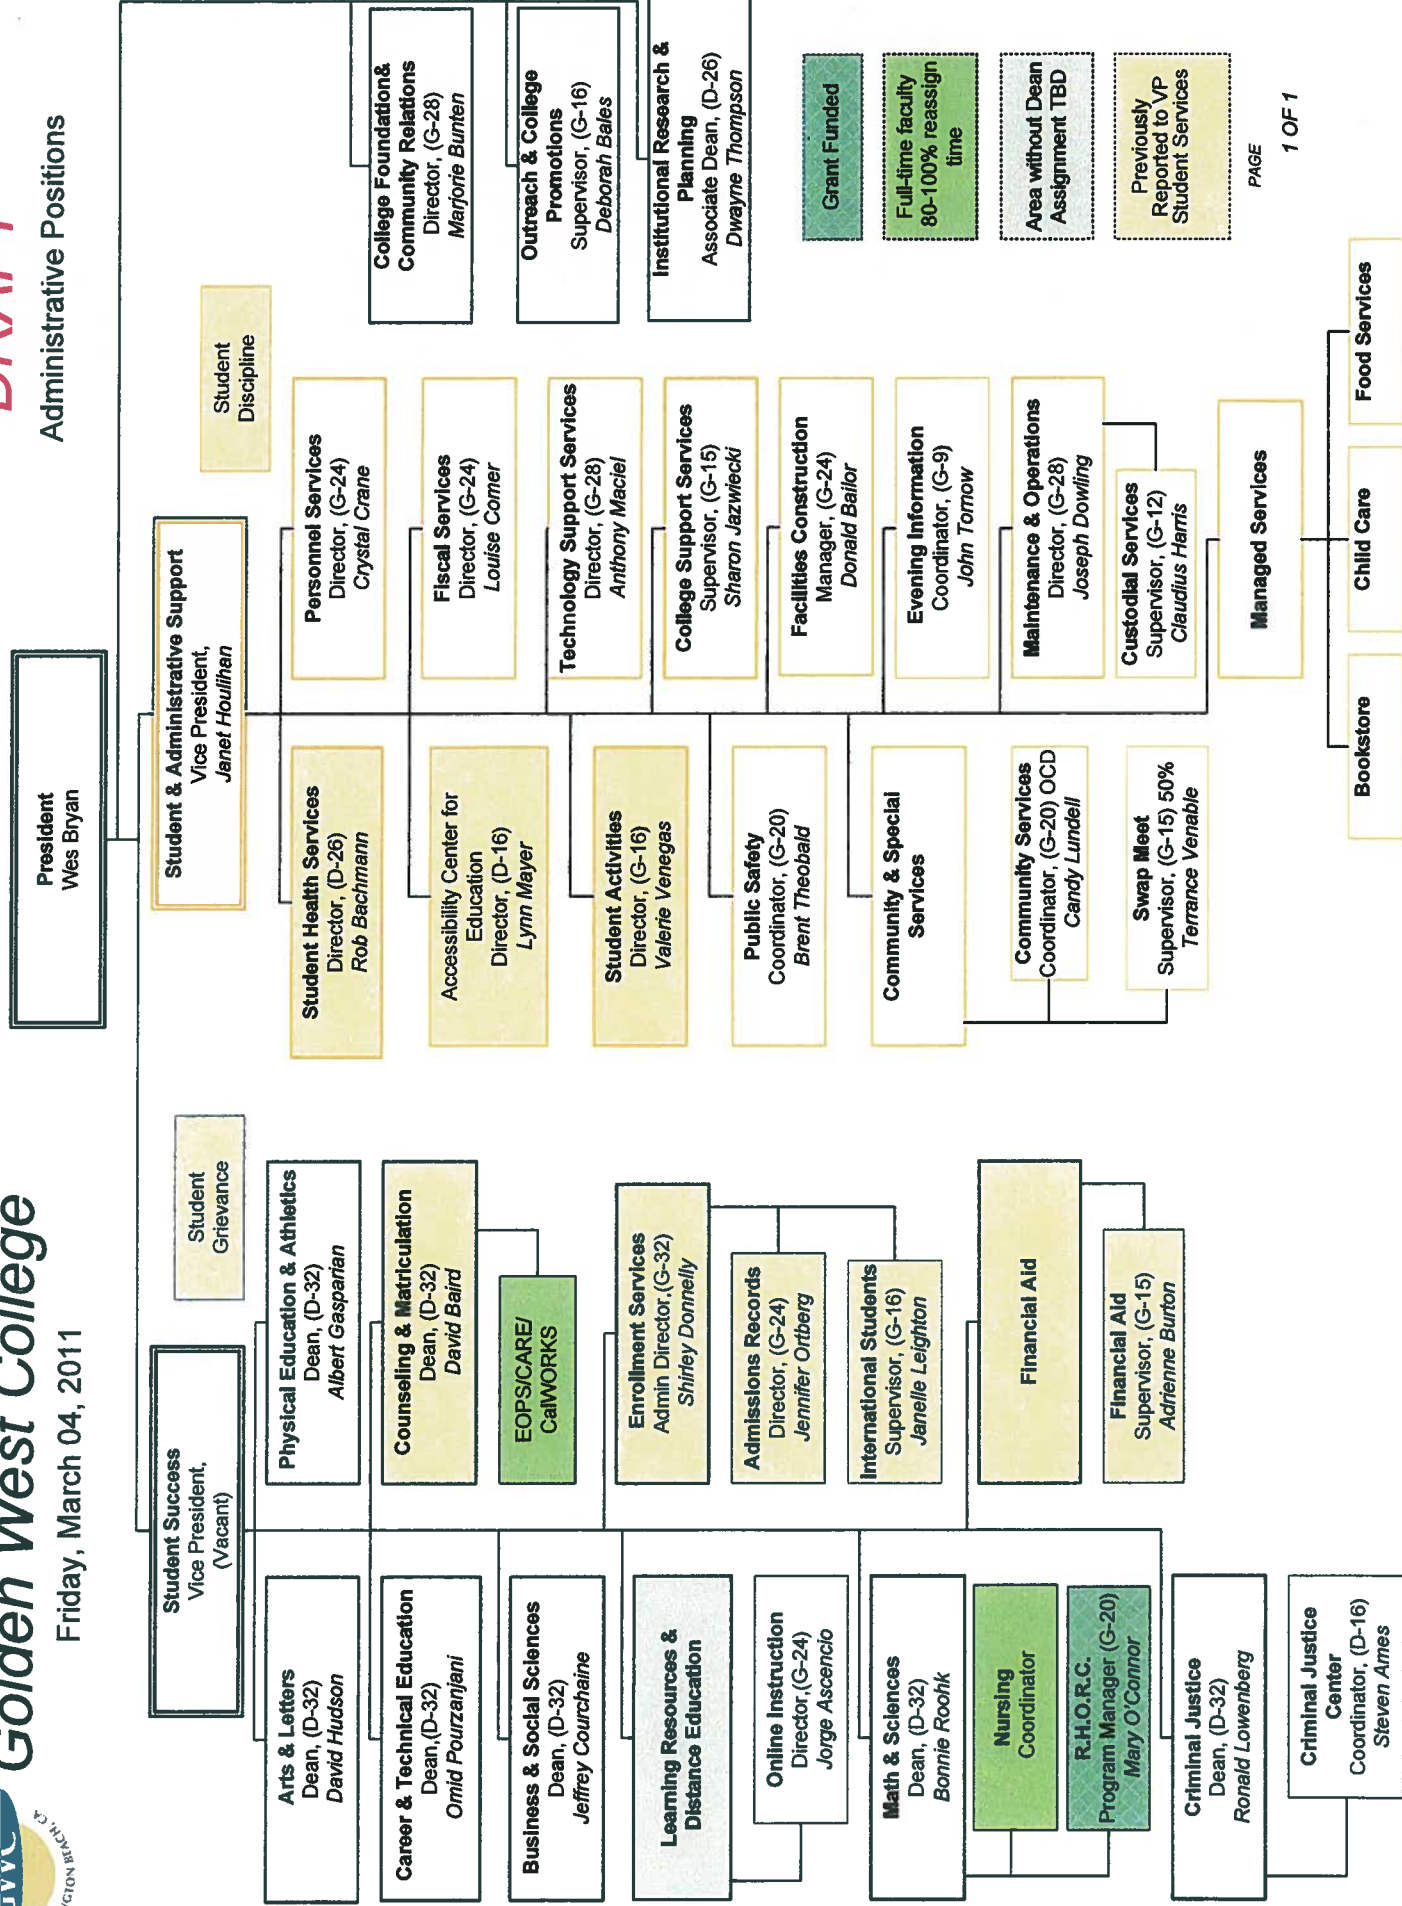 GWC
HUNTINGTON BEACH, CA
Golden West College
Friday, March 04, 2011
DRAFT
Administrative Positions
President
Wes Bryan
Student Success
Vice President,
(Vacant)
Student
Grievance
Arts & Letters
Dean, (D-32)
David Hudson
Career & Technical Education
Dean,(D-32)
Omid Pourzanjani
Business & Social Sciences
Dean, (D-32)
Jeffrey Courchaine
Learning Resources &
Distance Education
Online Instruction
Director,(G-24)
Jorge Ascencio
Math & Sciences
Dean, (D-32)
Bonnie Roohk
Nursing
Coordinator
R.H.O.R.C.
Program Manager (G-20)
Mary O'Connor
Criminal Justice
Dean, (D-32)
Ronald Lowenberg
Criminal Justice
Center
Coordinator, (D-16)
Steven Ames
Physical Education & Athletics
Dean, (D-32)
Albert Gasparian
Counseling & Matriculation
Dean, (D-32)
David Baird
EOPS/CARE/
CalWORKS
Enrollment Services
Admin Director,(G-32)
Shirley Donnelly
Admissions Records
Director, (G-24)
Jennifer Ortberg
International Students
Supervisor, (G-16)
Janelle Leighton
Financial Aid
Financial Aid
Supervisor, (G-15)
Adrienne Burton
Student & Administrative Support
Vice President,
Janet Houlihan
Student
Discipline
Student Health Services
Director, (D-26)
Rob Bachmann
Accessibility Center for
Education
Director, (D-16)
Lynn Mayer
Student Activities
Director, (G-16)
Valerie Venegas
Public Safety
Coordinator, (G-20)
Brent Theobald
Community & Special
Services
Community Services
Coordinator, (G-20) OCD
Candy Lundell
Swap Meet
Supervisor, (G-15) 50%
Terrance Venable
Personnel Services
Director, (G-24)
Crystal Crane
Fiscal Services
Director, (G-24)
Louise Comer
Technology Support Services
Director, (G-28)
Anthony Maciel
College Support Services
Supervisor, (G-15)
Sharon Jazwiecki
Facilities Construction
Manager, (G-24)
Donald Bailor
Evening Information
Coordinator, (G-9)
John Tornow
Maintenance & Operations
Director, (G-28)
Joseph Dowling
Custodial Services
Supervisor, (G-12)
Claudius Harris
Managed Services
Bookstore
Child Care
Food Services
College Foundation&
Community Relations
Director, (G-28)
Marjorie Bunten
Outreach & College
Promotions
Supervisor, (G-16)
Deborah Bales
Institutional Research &
Planning
Associate Dean, (D-26)
Dwayne Thompson
Grant Funded
Full-time faculty
80-100% reassign
time
Area without Dean
Assignment TBD
Previously
Reported to VP
Student Services
PAGE
1 OF 1